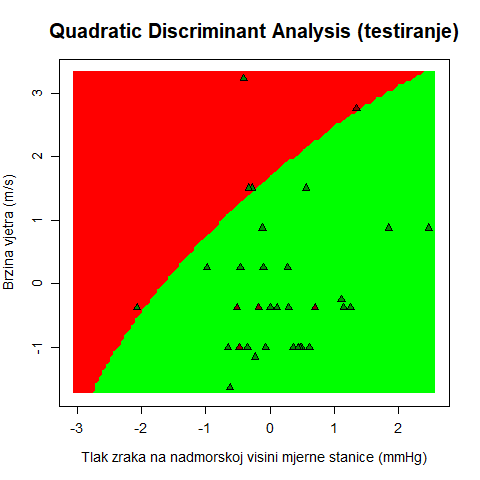 Quadratic Discriminant Analysis (testiranje)
Brzina vjetra (m/s)
3
2
1
0
-1
-3 -2 -1 0 1 2
Tlak zraka na nadmorskoj visini mjerne stanice (mmHg)